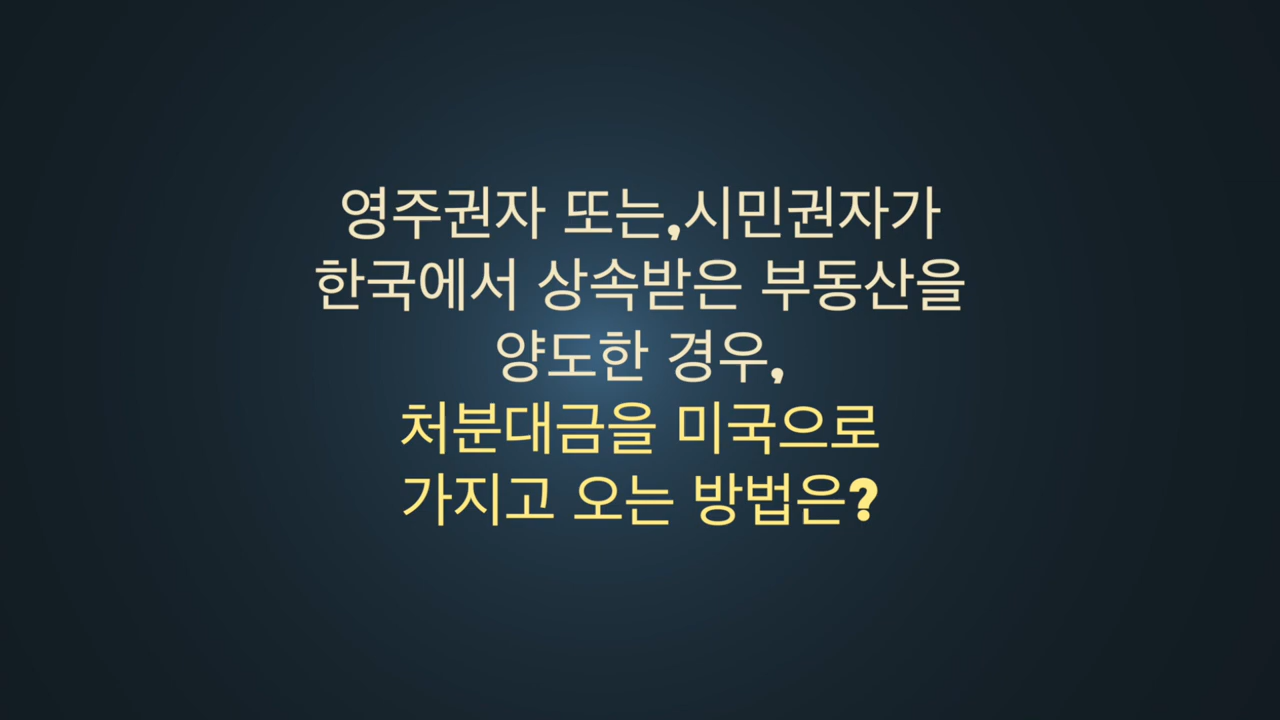 영주권자 또는,시민권자가
한국에서 상속받은 부동산을
양도한 경우,
처분대금을 미국으로
가지고 오는 방법은?